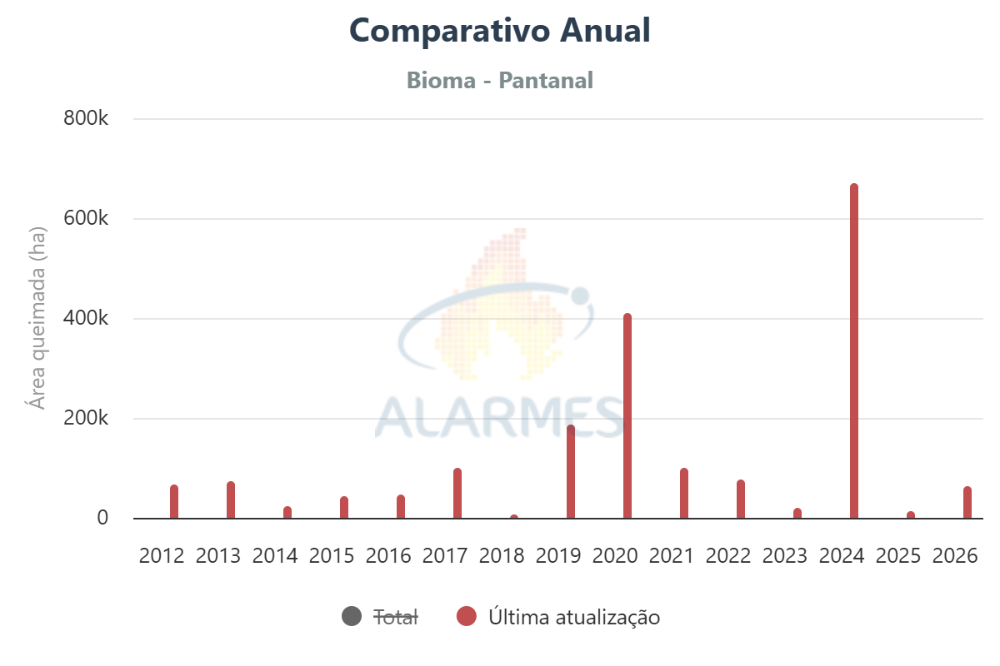 Comparativo Anual
Bioma - Pantanal
800k
600k
400k
200k
0
Área queimada (ha)
ALARMES
2012 2013 2014 2015 2016 2017 2018 2019 2020 2021 2022 2023 2024 2025 2026
Total Última atualização